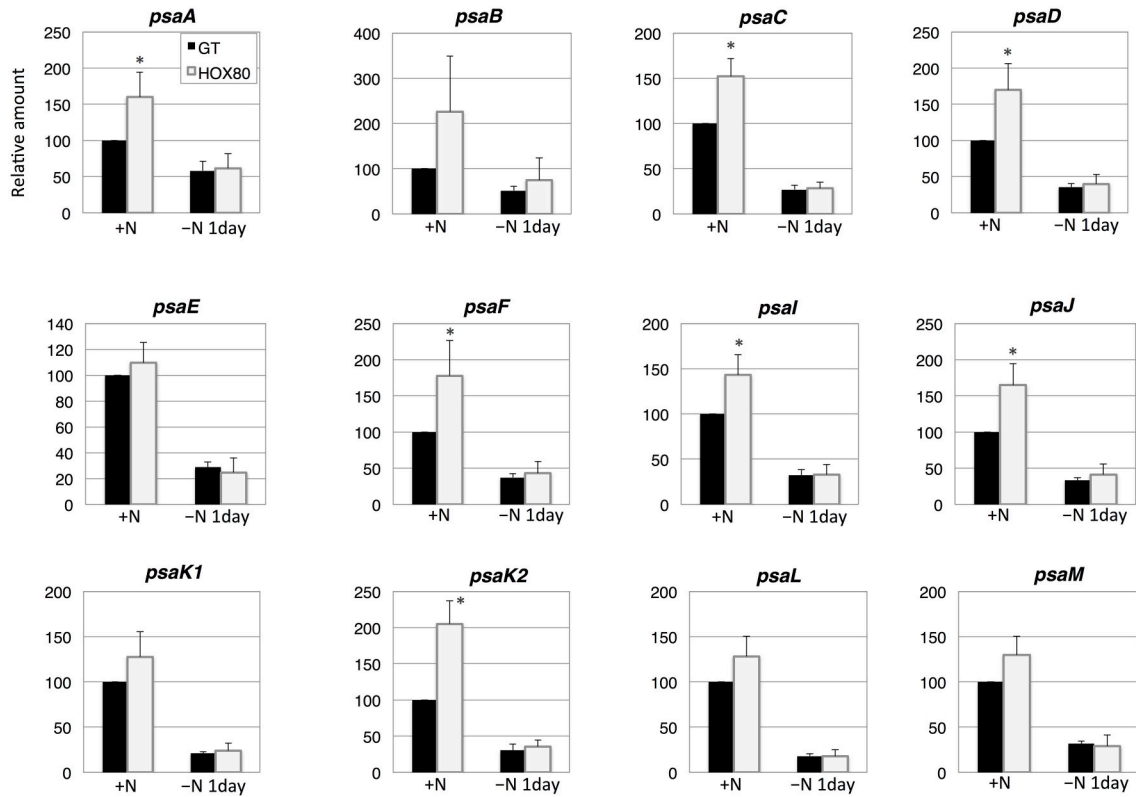 psaA
psaB
psaC
psaD
Relative amount
250
200
150
100
50
0
*
GT
HOX80
+N
−N 1day
400
300
200
100
0
+N
−N 1day
200
150
100
50
0
*
+N
−N 1day
250
200
150
100
50
0
*
+N
−N 1day
psaE
psaF
psaI
psaJ
140
120
100
80
60
40
20
0
+N
−N 1day
250
200
150
100
50
0
*
+N
−N 1day
200
150
100
50
0
*
+N
−N 1day
250
200
150
100
50
0
*
+N
−N 1day
psaK1
psaK2
psaL
psaM
200
150
100
50
0
+N
−N 1day
250
200
150
100
50
0
*
+N
−N 1day
200
150
100
50
0
+N
−N 1day
200
150
100
50
0
+N
−N 1day